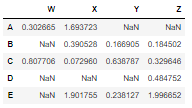 W X Y Z
A 0.302665 1.693723 NaN NaN
B NaN 0.390528 0.166905 0.184502
C 0.807706 0.072960 0.638787 0.329646
D NaN NaN NaN 0.484752
E NaN 1.901755 0.238127 1.996652